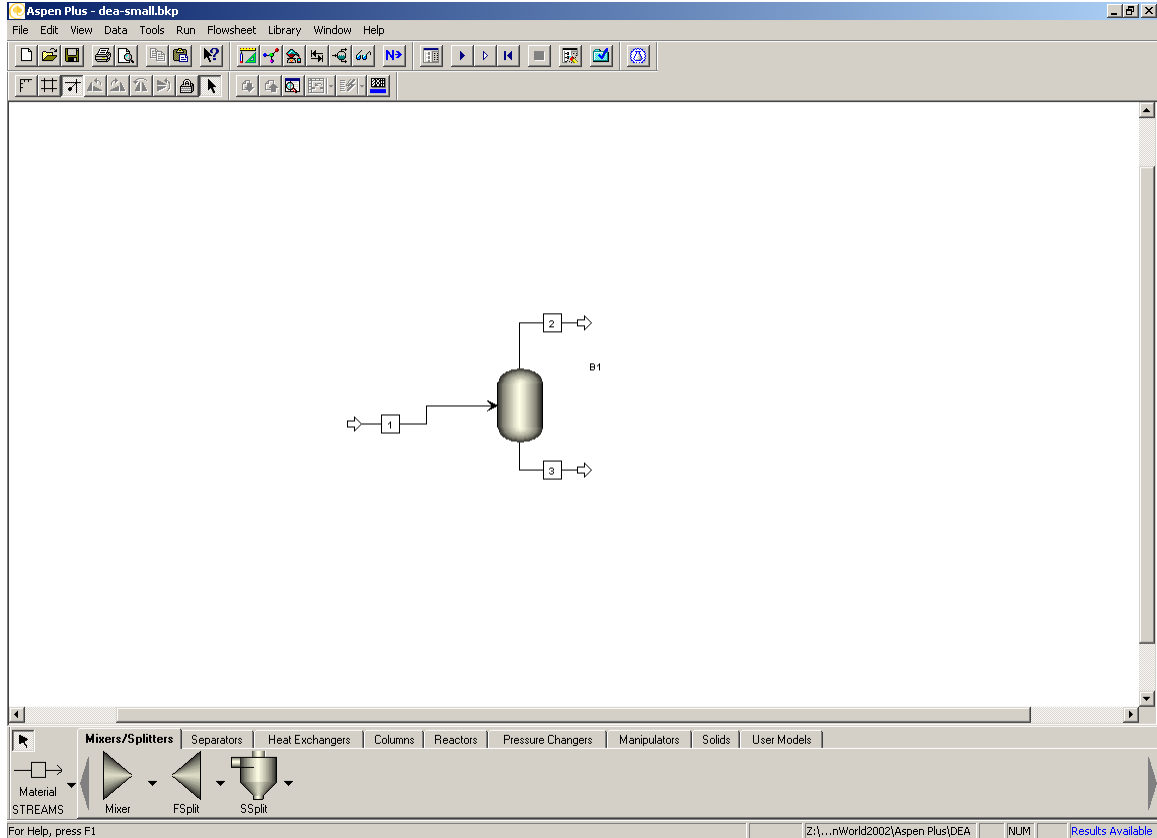 Aspen Plus - dea-small.bkp
File Edit View Data Tools Run Flowsheet Library Window Help
N>
2
B1
1
3
Mixers/Splitters Separators Heat Exchangers Columns Reactors Pressure Changers Manipulators Solids User Models
Material
STREAMS Mixer FSplit SSplit
For Help, press F1 Z:\...nWorld2002\Aspen Plus\DEA NUM Results Available